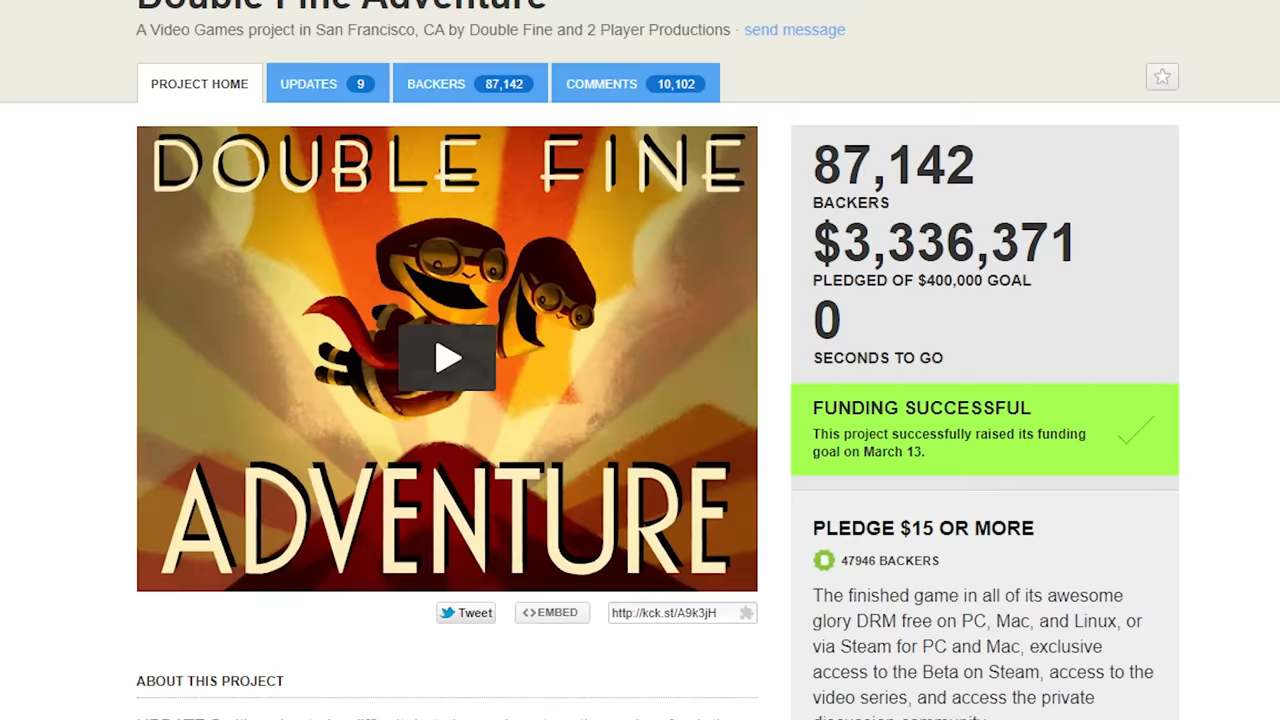 Double Fine Adventure
A Video Games project in San Francisco, CA by Double Fine and 2 Player Productions · send message
PROJECT HOME
UPDATES 9
BACKERS 87,142
COMMENTS 10,102
DOUBLE FINE
ADVENTURE
Tweet
<>EMBED
http://kck.st/A9k3jH
ABOUT THIS PROJECT
87,142
BACKERS
$3,336,371
PLEDGED OF $400,000 GOAL
0
SECONDS TO GO
FUNDING SUCCESSFUL
This project successfully raised its funding
goal on March 13.
PLEDGE $15 OR MORE
47946 BACKERS
The finished game in all of its awesome
glory DRM free on PC, Mac, and Linux, or
via Steam for PC and Mac, exclusive
access to the Beta on Steam, access to the
video series, and access the private